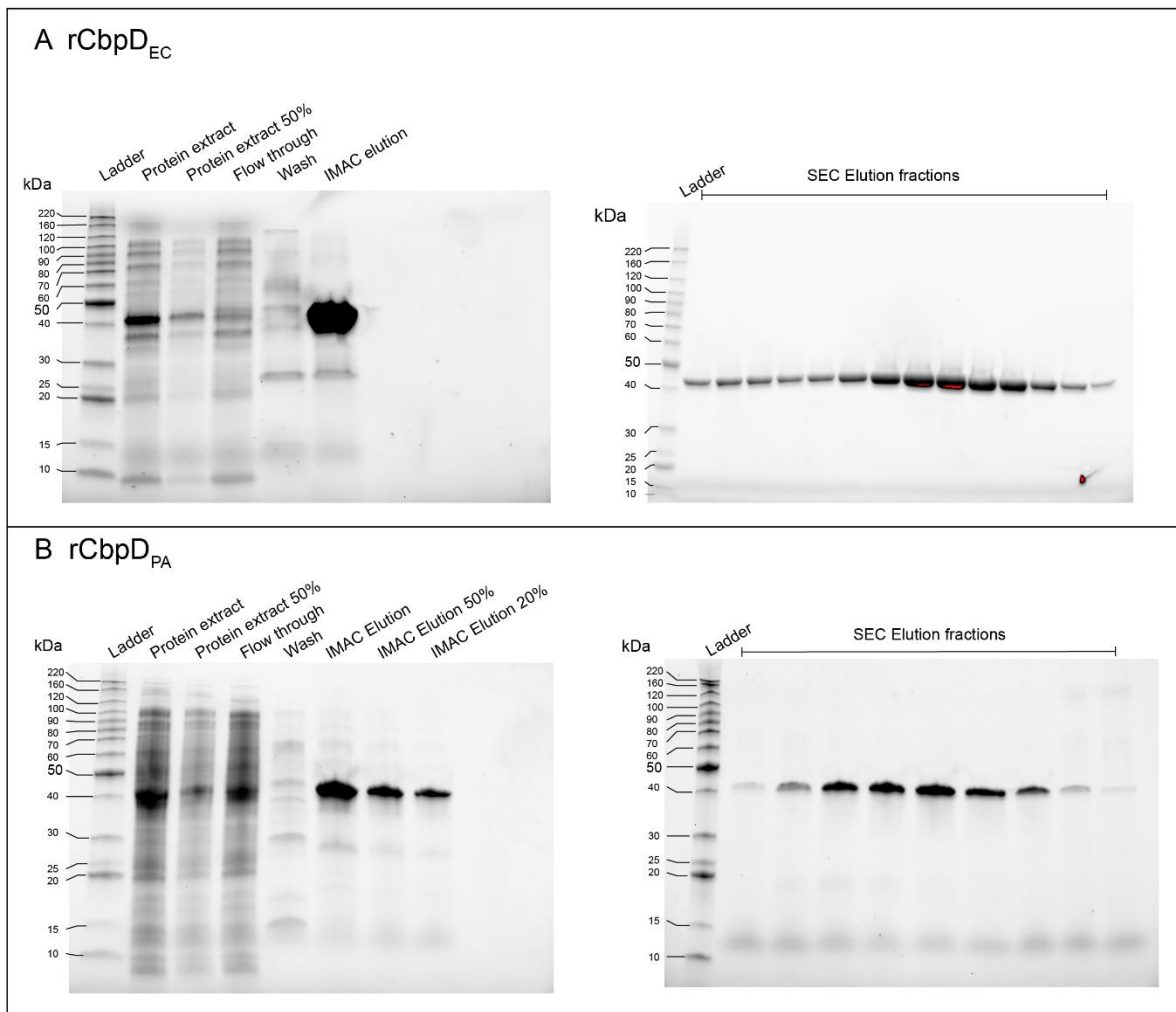 A rCbpD_EC
Ladder
Protein extract
Protein extract 50%
Flow through
Wash
IMAC elution
kDa
220
160
120
100
90
80
70
60
50
40
30
25
20
15
10
Ladder
SEC Elution fractions
kDa
220
160
120
100
90
80
70
60
50
40
30
25
20
15
10
B rCbpD_PA
Ladder
Protein extract
Protein extract 50%
Flow through
Wash
IMAC Elution
IMAC Elution 50%
IMAC Elution 20%
kDa
220
160
120
100
90
80
70
60
50
40
30
25
20
15
10
Ladder
SEC Elution fractions
kDa
220
160
120
100
90
80
70
60
50
40
30
25
20
15
10